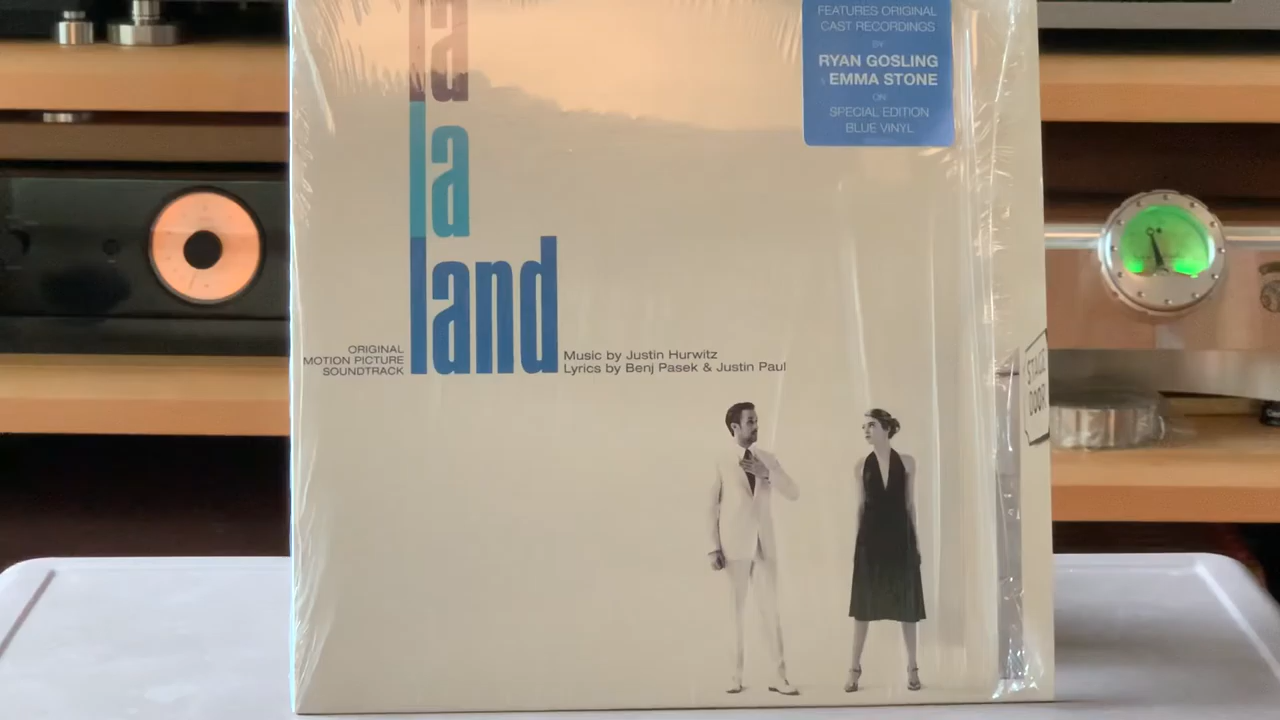 FEATURES ORIGINAL
CAST RECORDINGS
BY
RYAN GOSLING
& EMMA STONE
ON
SPECIAL EDITION
BLUE VINYL
la
la
land
ORIGINAL
MOTION PICTURE
SOUNDTRACK
Music by Justin Hurwitz
Lyrics by Benj Pasek & Justin Paul
STAGE
DOOR